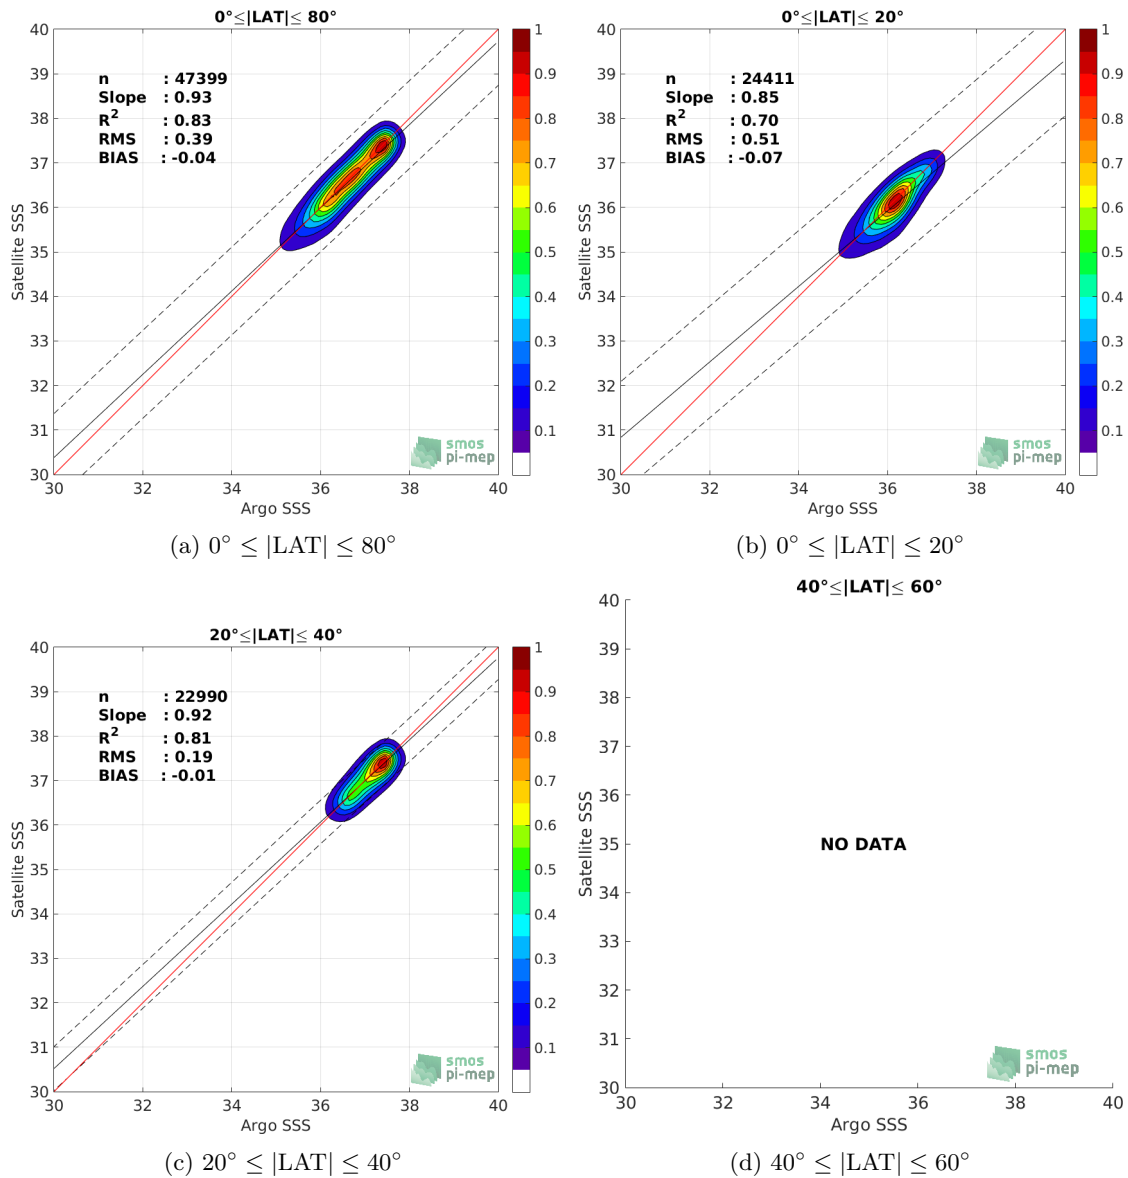 0°≤|LAT|≤ 80°
40
39
38
37
36
35
34
33
32
31
30
30
32
34
36
38
40
Satellite SSS
Argo SSS
n : 47399
Slope : 0.93
R² : 0.83
RMS : 0.39
BIAS : -0.04
smos
pi-mep
1
0.9
0.8
0.7
0.6
0.5
0.4
0.3
0.2
0.1
(a) 0° ≤ |LAT| ≤ 80°
0°≤|LAT|≤ 20°
40
39
38
37
36
35
34
33
32
31
30
30
32
34
36
38
40
Satellite SSS
Argo SSS
n : 24411
Slope : 0.85
R² : 0.70
RMS : 0.51
BIAS : -0.07
smos
pi-mep
1
0.9
0.8
0.7
0.6
0.5
0.4
0.3
0.2
0.1
(b) 0° ≤ |LAT| ≤ 20°
20°≤|LAT|≤ 40°
40
39
38
37
36
35
34
33
32
31
30
30
32
34
36
38
40
Satellite SSS
Argo SSS
n : 22990
Slope : 0.92
R² : 0.81
RMS : 0.19
BIAS : -0.01
smos
pi-mep
1
0.9
0.8
0.7
0.6
0.5
0.4
0.3
0.2
0.1
(c) 20° ≤ |LAT| ≤ 40°
40°≤|LAT|≤ 60°
40
39
38
37
36
35
34
33
32
31
30
30
32
34
36
38
40
Satellite SSS
Argo SSS
NO DATA
smos
pi-mep
(d) 40° ≤ |LAT| ≤ 60°